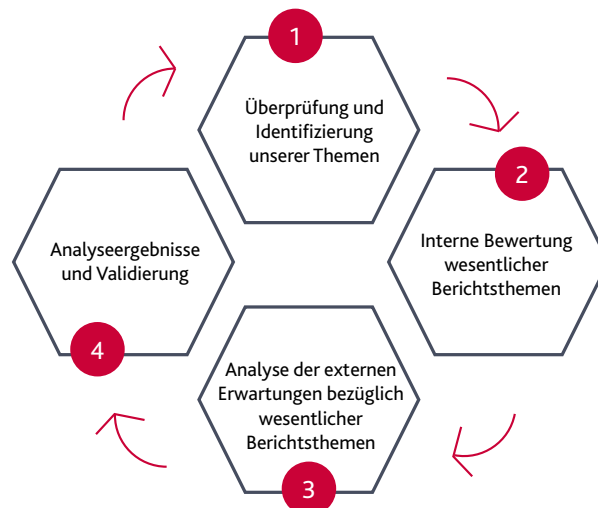 1
Überprüfung und
Identifizierung
unserer Themen
2
Interne Bewertung
wesentlicher
Berichtsthemen
3
Analyse der externen
Erwartungen bezüglich
wesentlicher
Berichtsthemen
4
Analyseergebnisse
und Validierung